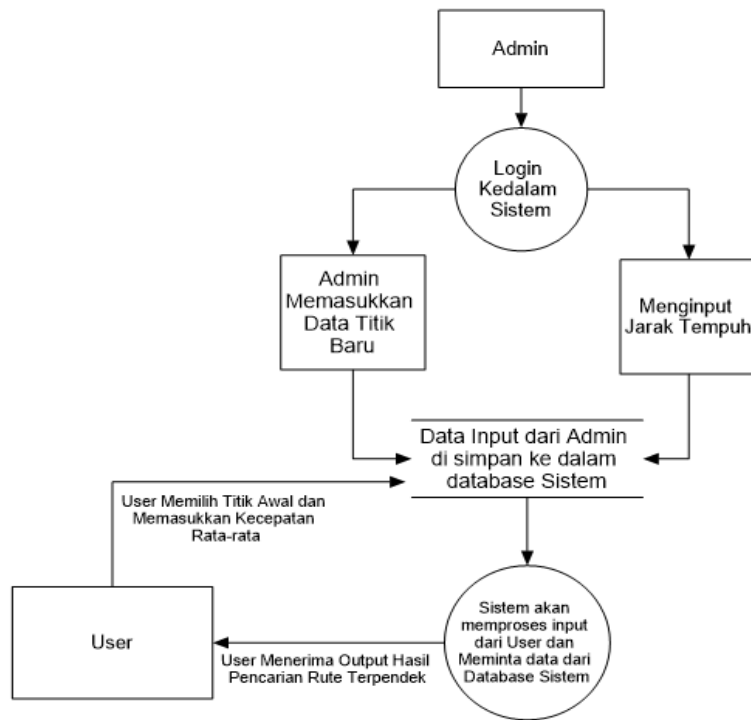 Admin
Login
Kedalam
Sistem
Admin
Memasukkan
Data Titik
Baru
Menginput
Jarak Tempuh
Data Input dari Admin
di simpan ke dalam
database Sistem
User Memilih Titik Awal dan
Memasukkan Kecepatan
Rata-rata
User
Sistem akan
memproses input
dari User dan
Meminta data dari
Database Sistem
User Menerima Output Hasil
Pencarian Rute Terpendek